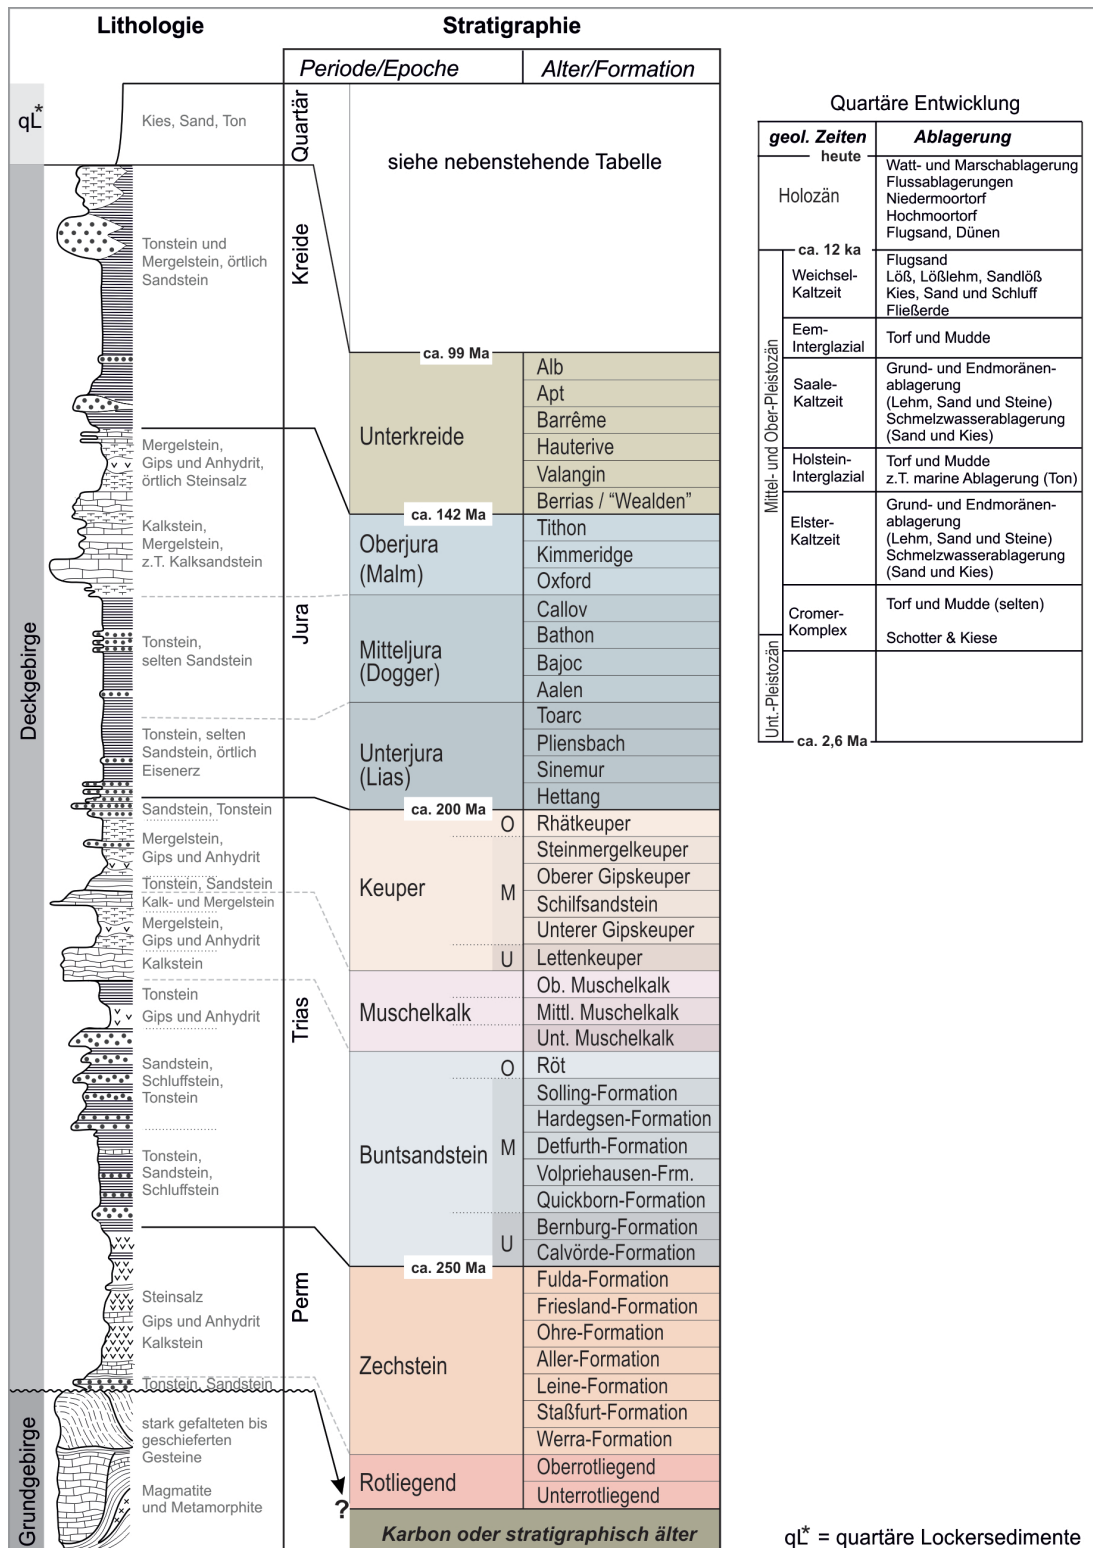 Lithologie
Stratigraphie
Periode/Epoche
Alter/Formation
qL*
Kies, Sand, Ton
Quartär
siehe nebenstehende Tabelle
Deckgebirge
Tonstein und
Mergelstein, örtlich
Sandstein
Kreide
ca. 99 Ma
Unterkreide
Alb
Apt
Barrême
Hauterive
Valangin
Berrias / “Wealden”
Mergelstein,
Gips und Anhydrit,
örtlich Steinsalz
Kalkstein,
Mergelstein,
z.T. Kalksandstein
Jura
ca. 142 Ma
Oberjura
(Malm)
Tithon
Kimmeridge
Oxford
Tonstein,
selten Sandstein
Mitteljura
(Dogger)
Callov
Bathon
Bajoc
Aalen
Tonstein, selten
Sandstein, örtlich
Eisenerz
Unterjura
(Lias)
Toarc
Pliensbach
Sinemur
Hettang
ca. 200 Ma
Sandstein, Tonstein
Mergelstein,
Gips und Anhydrit
Tonstein, Sandstein
Kalk- und Mergelstein
Mergelstein,
Gips und Anhydrit
Kalkstein
Tonstein
Gips und Anhydrit
Sandstein,
Schluffstein,
Tonstein
Tonstein,
Sandstein,
Schluffstein
Trias
Keuper
O
M
U
Rhätkeuper
Steinmergelkeuper
Oberer Gipskeuper
Schilfsandstein
Unterer Gipskeuper
Lettenkeuper
Muschelkalk
Ob. Muschelkalk
Mittl. Muschelkalk
Unt. Muschelkalk
Buntsandstein
O
M
U
Röt
Solling-Formation
Hardegsen-Formation
Detfurth-Formation
Volpriehausen-Frm.
Quickborn-Formation
Bernburg-Formation
Calvörde-Formation
ca. 250 Ma
Steinsalz
Gips und Anhydrit
Kalkstein
Tonstein, Sandstein
Perm
Zechstein
Fulda-Formation
Friesland-Formation
Ohre-Formation
Aller-Formation
Leine-Formation
Staßfurt-Formation
Werra-Formation
Rotliegend
Oberrotliegend
Unterrotliegend
Grundgebirge
stark gefalteten bis
geschieferten
Gesteine
Magmatite
und Metamorphite
?
Karbon oder stratigraphisch älter
Quartäre Entwicklung
geol. Zeiten
Ablagerung
heute
Holozän
Watt- und Marschablagerung
Flussablagerungen
Niedermoortorf
Hochmoortorf
Flugsand, Dünen
ca. 12 ka
Mittel- und Ober-Pleistozän
Weichsel-
Kaltzeit
Flugsand
Löß, Lößlehm, Sandlöß
Kies, Sand und Schluff
Fließerde
Eem-
Interglazial
Torf und Mudde
Saale-
Kaltzeit
Grund- und Endmoränen-
ablagerung
(Lehm, Sand und Steine)
Schmelzwasserablagerung
(Sand und Kies)
Holstein-
Interglazial
Torf und Mudde
z.T. marine Ablagerung (Ton)
Elster-
Kaltzeit
Grund- und Endmoränen-
ablagerung
(Lehm, Sand und Steine)
Schmelzwasserablagerung
(Sand und Kies)
Cromer-
Komplex
Torf und Mudde (selten)
Schotter & Kiese
Unt.-Pleistozän
ca. 2,6 Ma
qL* = quartäre Lockersedimente